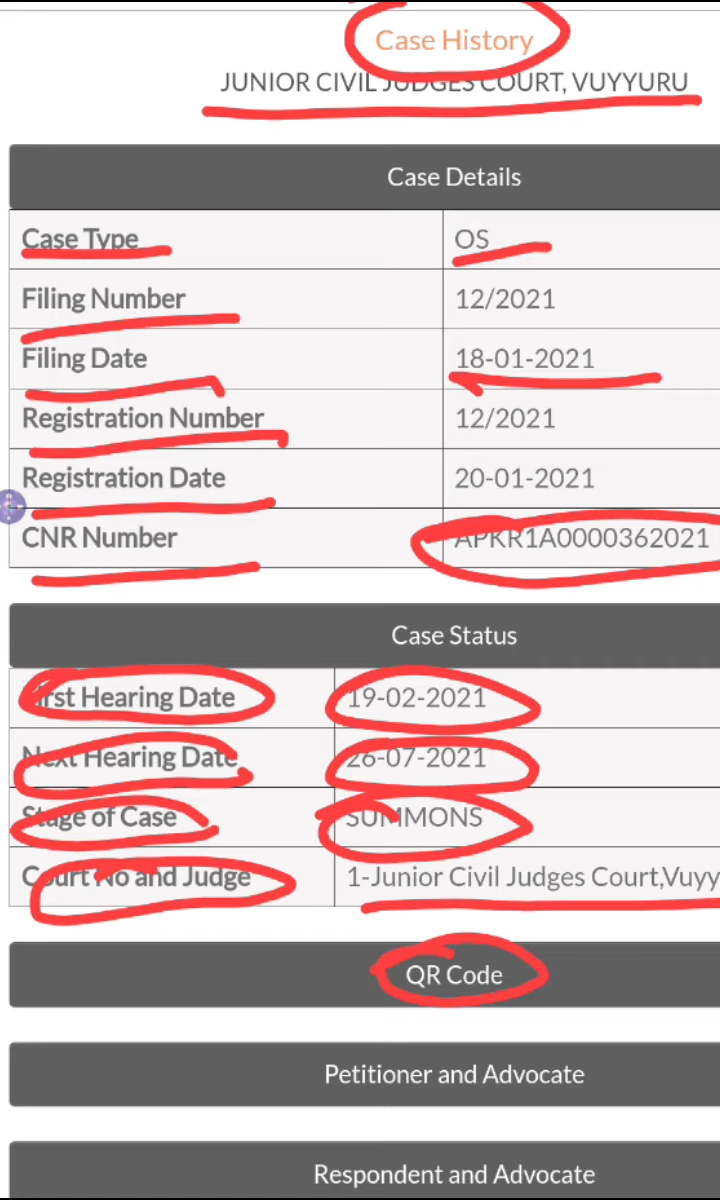 Case History
JUNIOR CIVIL JUDGES COURT, VUYYURU
Case Details
Case Type OS
Filing Number 12/2021
Filing Date 18-01-2021
Registration Number 12/2021
Registration Date 20-01-2021
CNR Number APKR1A0000362021
Case Status
First Hearing Date 19-02-2021
Next Hearing Date 26-07-2021
Stage of Case SUMMONS
Court No and Judge 1-Junior Civil Judges Court,Vuyy
QR Code
Petitioner and Advocate
Respondent and Advocate